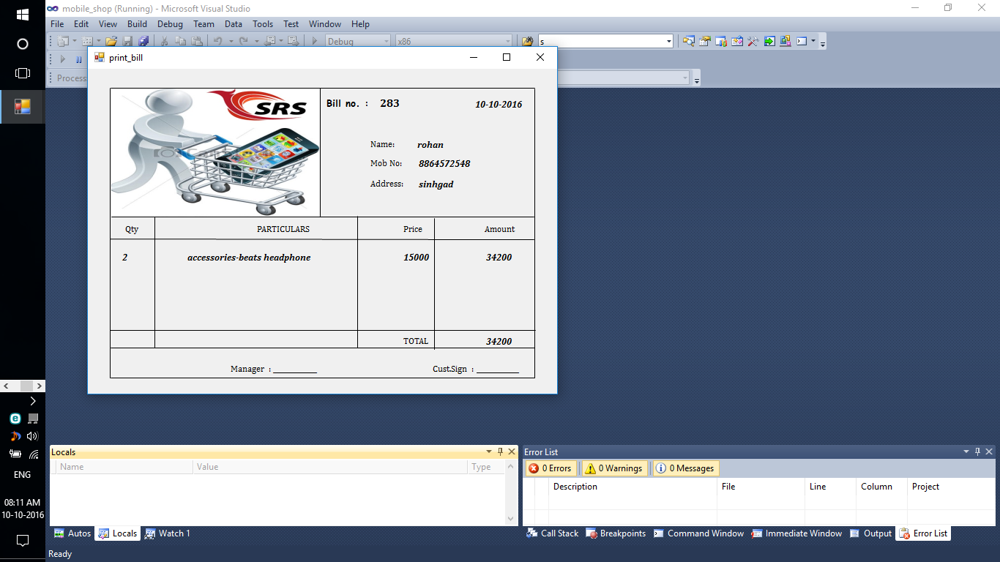 mobile_shop (Running) - Microsoft Visual Studio
File Edit View Build Debug Team Data Tools Test Window Help
Debug x86 s
Process
print_bill
SRS
Bill no. : 283 10-10-2016
Name: rohan
Mob No: 8864572548
Address: sinhgad
Qty PARTICULARS Price Amount
2 accessories-beats headphone 15000 34200
TOTAL 34200
Manager : __________ Cust.Sign : __________
Locals
Name Value Type
Autos Locals Watch 1
Error List
0 Errors 0 Warnings 0 Messages
Description File Line Column Project
Call Stack Breakpoints Command Window Immediate Window Output Error List
Ready
ENG
08:11 AM
10-10-2016